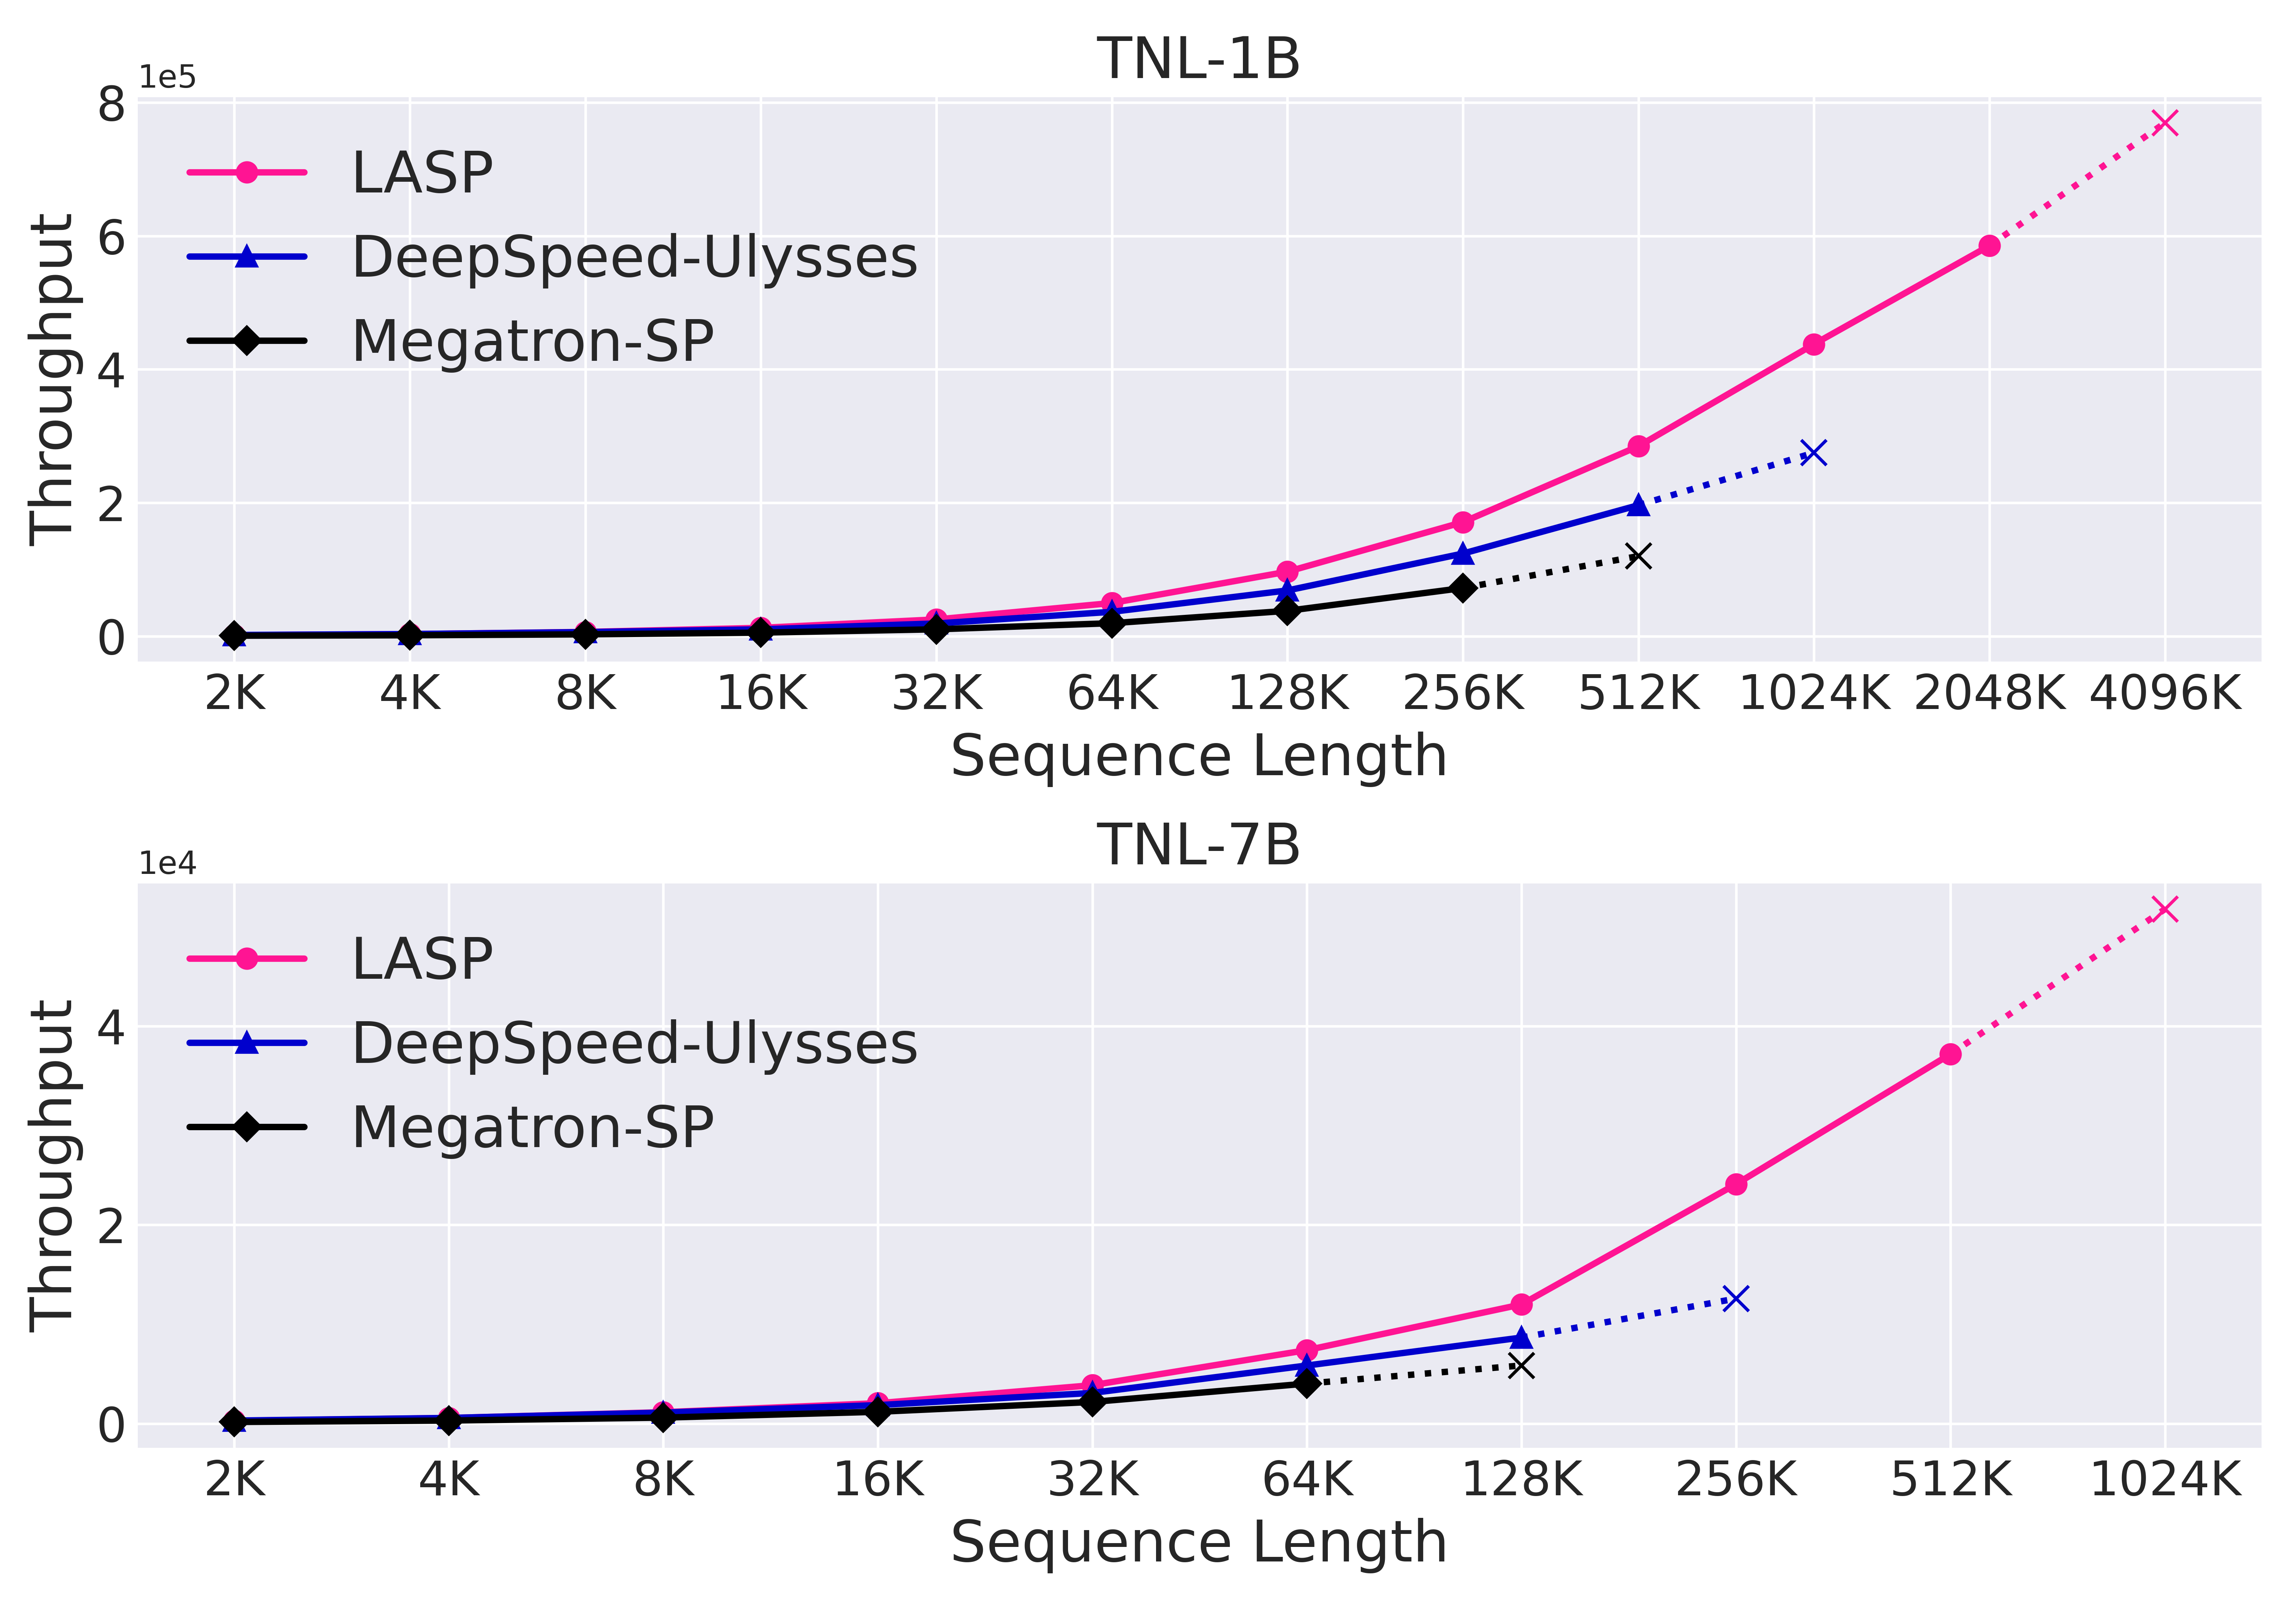 TNL-1B
1e5
8
6
4
2
0
Throughput
LASP
DeepSpeed-Ulysses
Megatron-SP
2K 4K 8K 16K 32K 64K 128K 256K 512K 1024K 2048K 4096K
Sequence Length
TNL-7B
1e4
4
2
0
Throughput
LASP
DeepSpeed-Ulysses
Megatron-SP
2K 4K 8K 16K 32K 64K 128K 256K 512K 1024K
Sequence Length